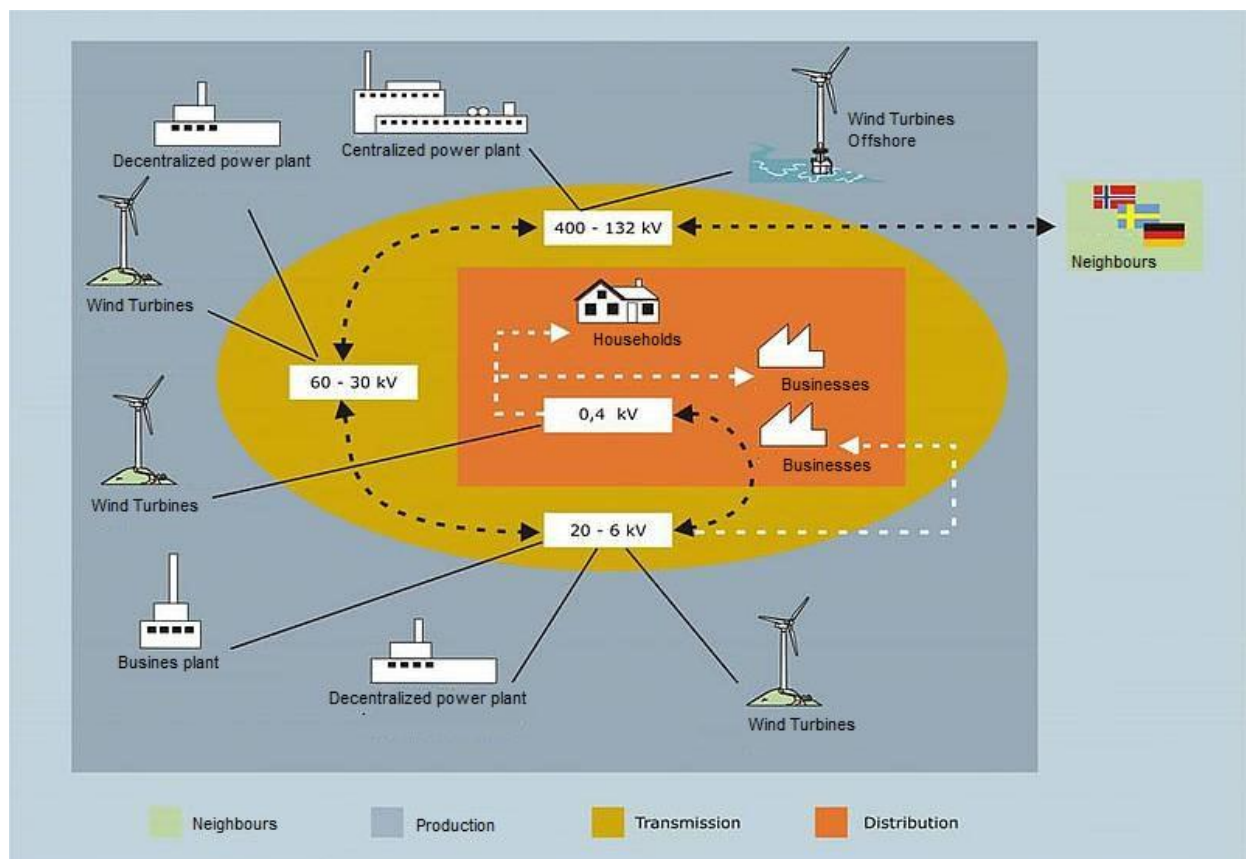 Decentralized power plant
Centralized power plant
Wind Turbines
Offshore
400 - 132 kV
Neighbours
Wind Turbines
Households
60 - 30 kV
Businesses
0,4 kV
Businesses
Wind Turbines
20 - 6 kV
Busines plant
Decentralized power plant
Wind Turbines
Neighbours
Production
Transmission
Distribution